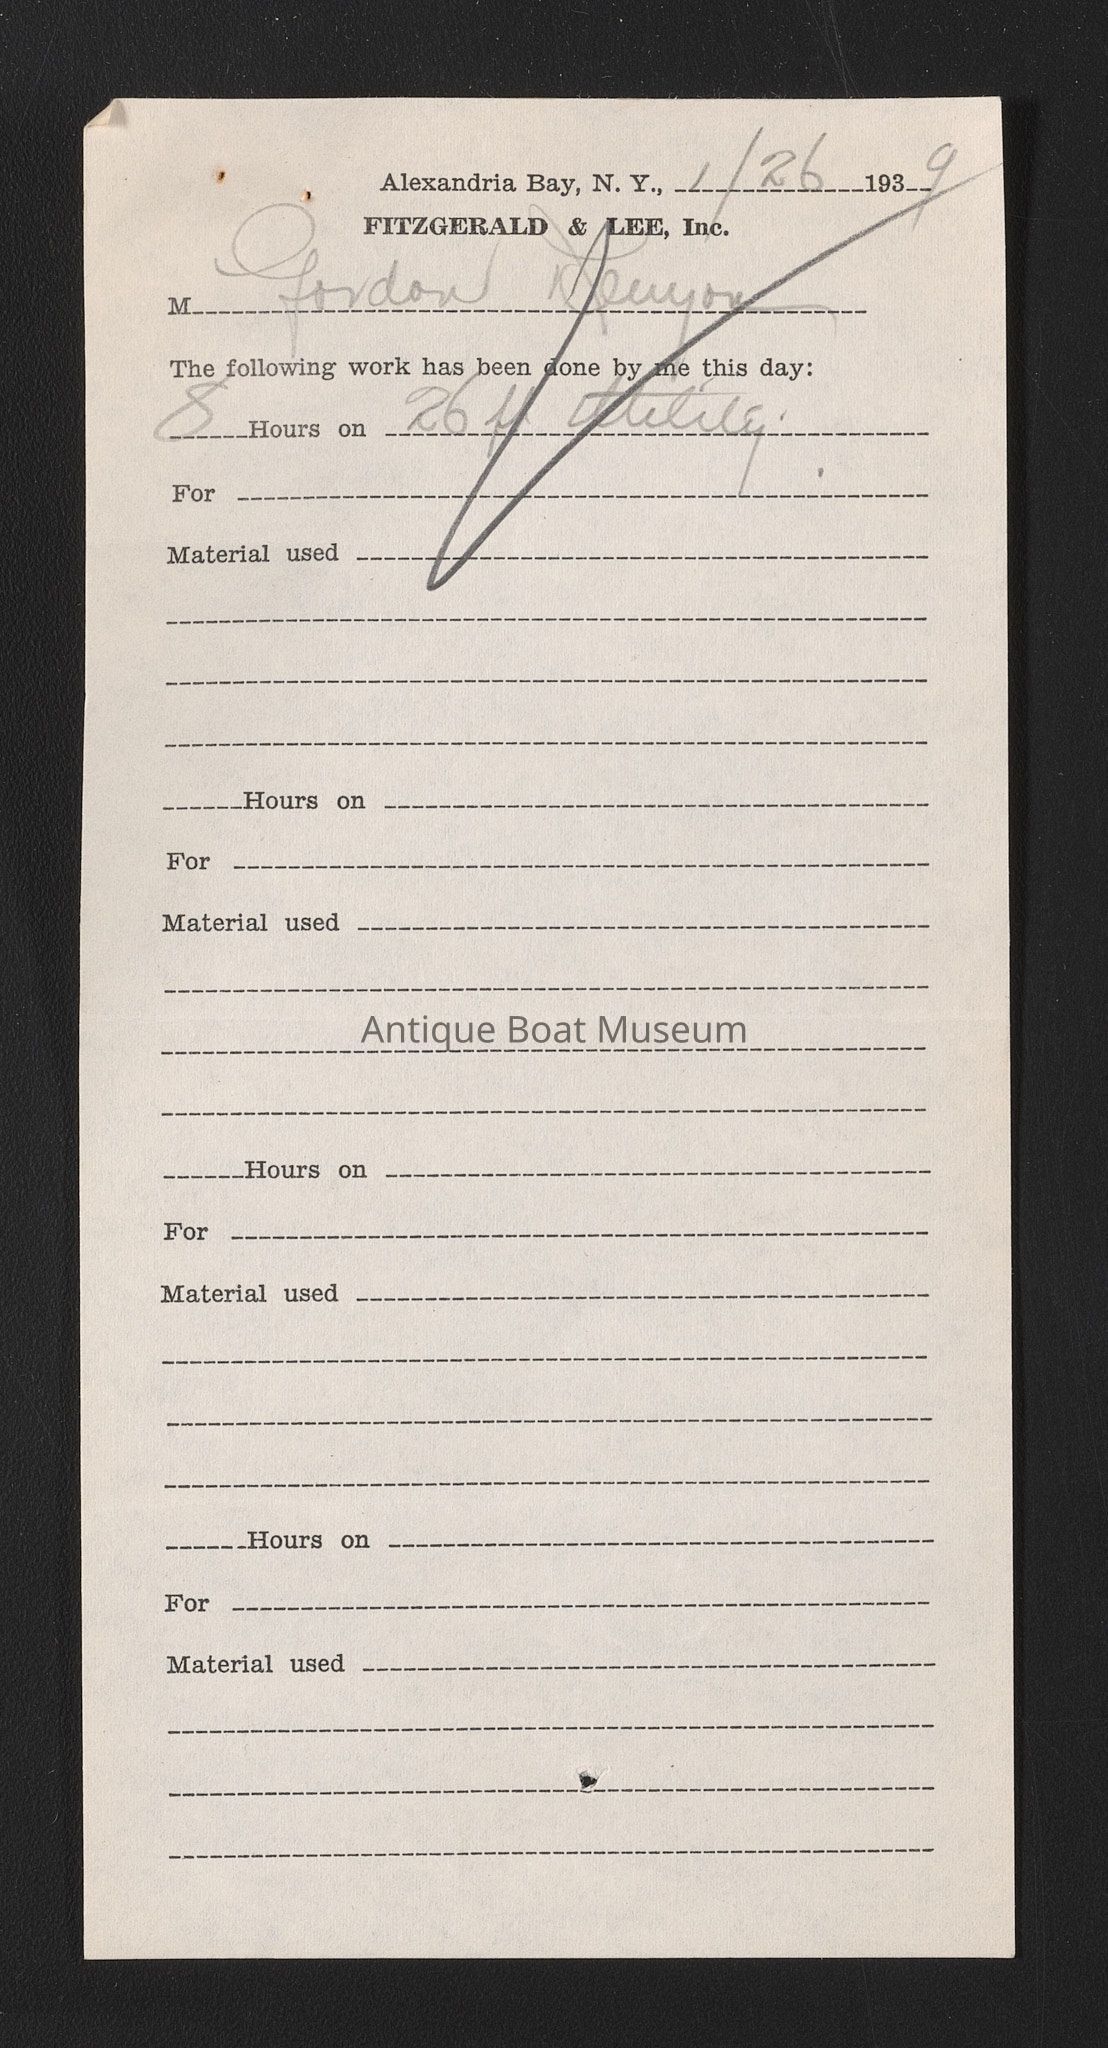 Alexandria Bay, N. Y., 1/26 1939
FITZGERALD & LEE, Inc.
M Gordon Kenyon
The following work has been done by me this day:
8 Hours on 26 ft Utility.
For
Material used
Hours on
For
Material used
Antique Boat Museum
Hours on
For
Material used
Hours on
For
Material used